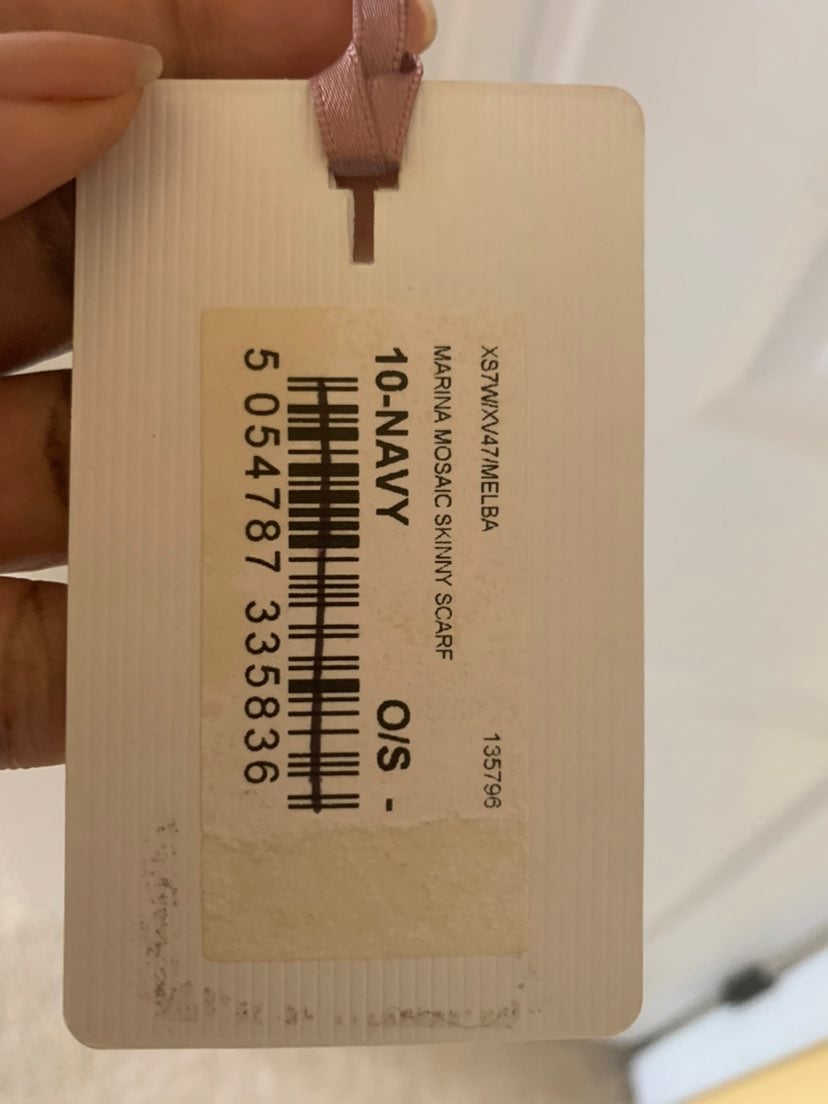 XS7W/XV47/MELBA 135796
MARINA MOSAIC SKINNY SCARF
10-NAVY O/S -
5 054787 335836